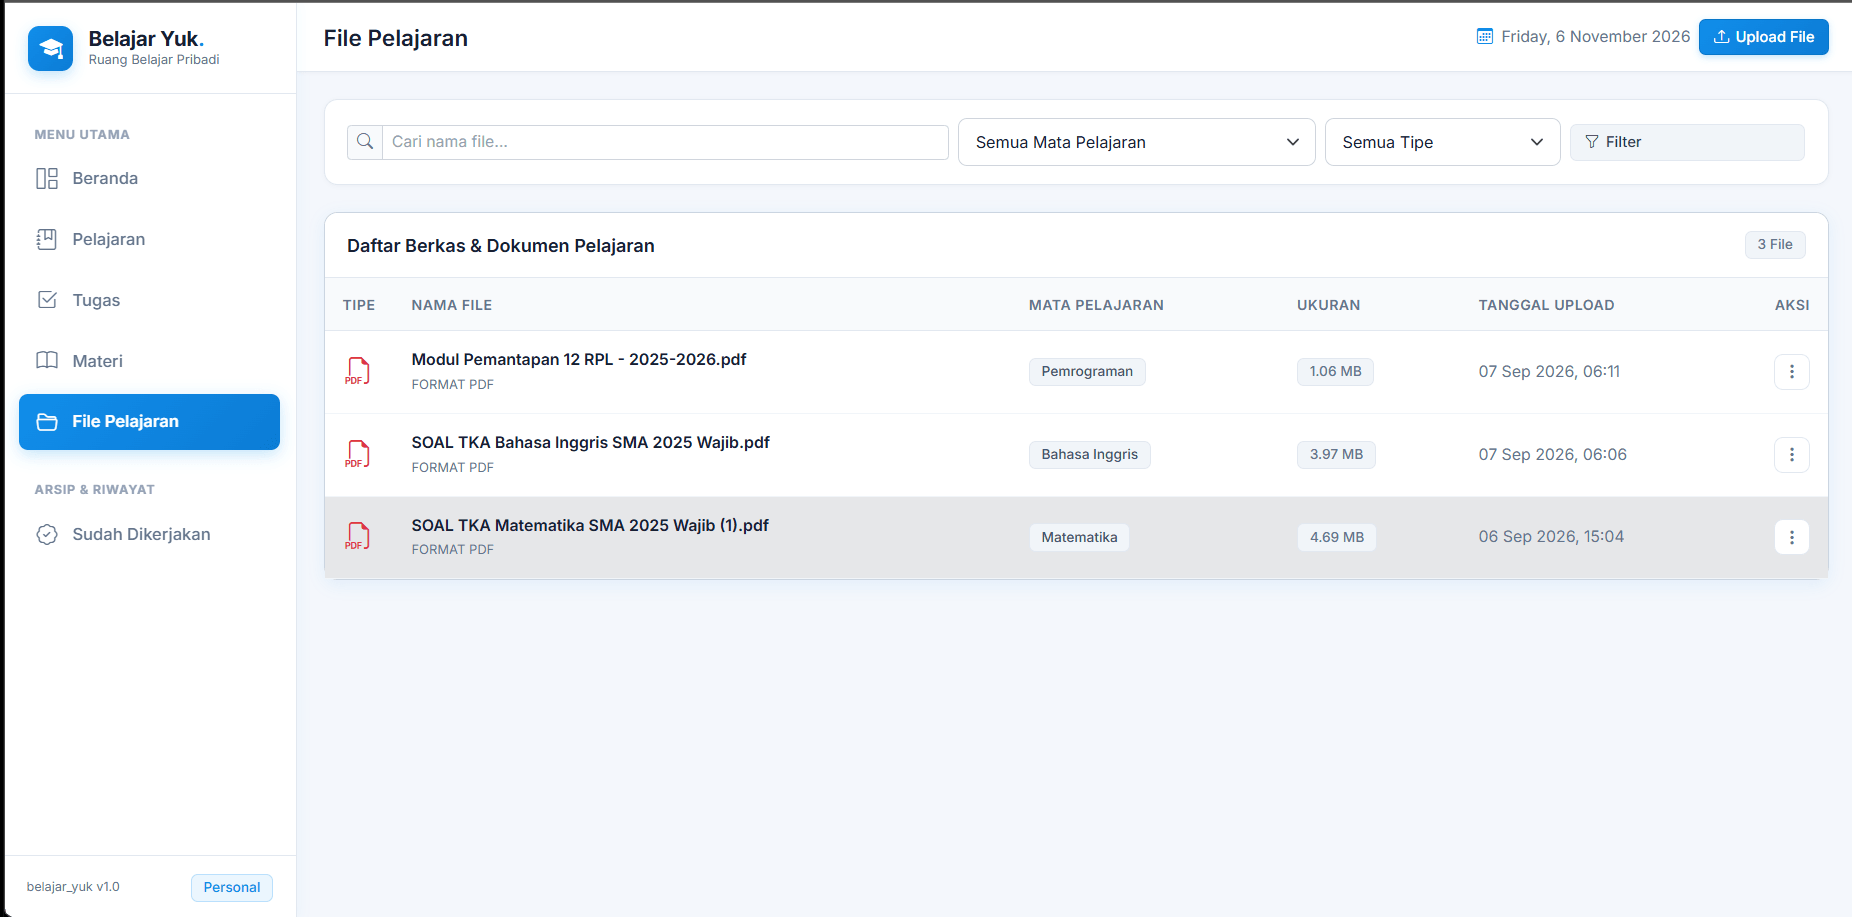 Belajar Yuk.
Ruang Belajar Pribadi
MENU UTAMA
Beranda
Pelajaran
Tugas
Materi
File Pelajaran
ARSIP & RIWAYAT
Sudah Dikerjakan
belajar_yuk v1.0
Personal
File Pelajaran
Friday, 6 November 2026
Upload File
Cari nama file...
Semua Mata Pelajaran
Semua Tipe
Filter
Daftar Berkas & Dokumen Pelajaran
3 File
TIPE NAMA FILE MATA PELAJARAN UKURAN TANGGAL UPLOAD AKSI
PDF Modul Pemantapan 12 RPL - 2025-2026.pdf Pemrograman 1.06 MB 07 Sep 2026, 06:11
FORMAT PDF
PDF SOAL TKA Bahasa Inggris SMA 2025 Wajib.pdf Bahasa Inggris 3.97 MB 07 Sep 2026, 06:06
FORMAT PDF
PDF SOAL TKA Matematika SMA 2025 Wajib (1).pdf Matematika 4.69 MB 06 Sep 2026, 15:04
FORMAT PDF